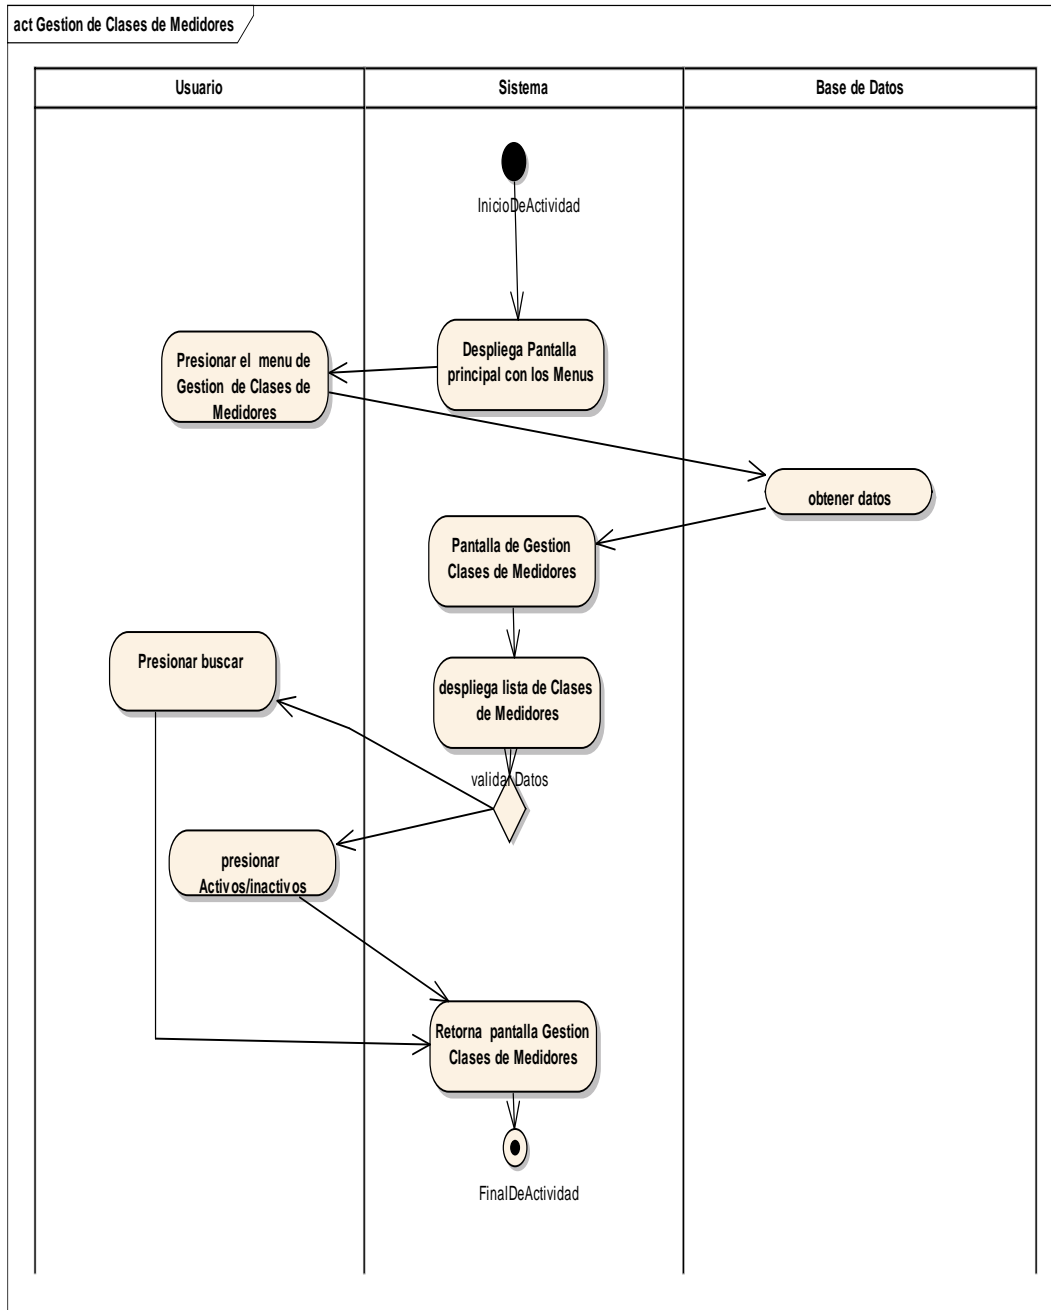 act Gestion de Clases de Medidores
Usuario
Sistema
Base de Datos
InicioDeActividad
Despliega Pantalla
principal con los Menus
Presionar el menu de
Gestion de Clases de
Medidores
obtener datos
Pantalla de Gestion
Clases de Medidores
Presionar buscar
despliega lista de Clases
de Medidores
validar Datos
presionar
Activos/inactivos
Retorna pantalla Gestion
Clases de Medidores
FinalDeActividad